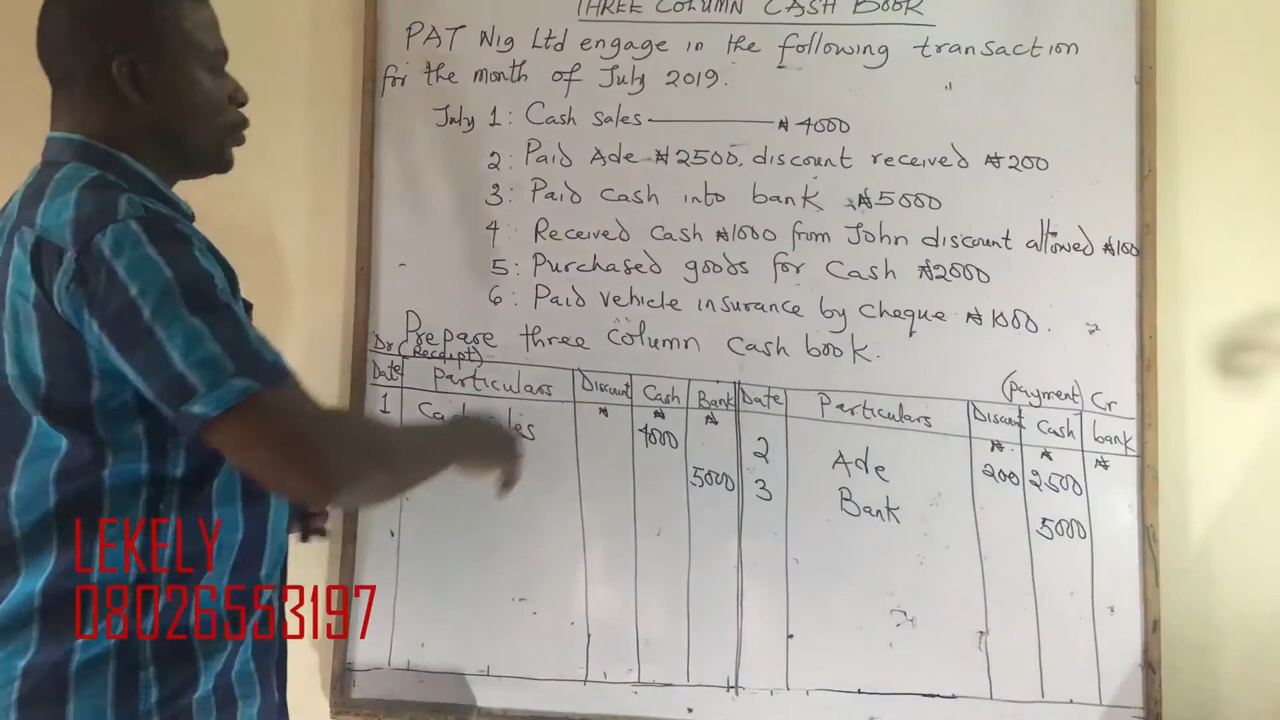 THREE COLUMN CASH BOOK
PAT Nig Ltd engage in the following transaction
for the month of July 2019.
July 1: Cash sales ₦ 4000
2: Paid Ade ₦2500, discount received ₦200
3: Paid cash into bank ₦5000
4: Received cash ₦1000 from John discount allowed ₦100
5: Purchased goods for cash ₦2000
6: Paid vehicle insurance by cheque ₦1000.
Prepare three column cash book.
Dr (Receipt) (Payment) Cr
Date Particulars Discount Cash Bank Date Particulars Discount Cash bank
₦ ₦ ₦ ₦ ₦ ₦
1 4000 2 Ade 200 2500
5000 3 Bank 5000
LEKELY
08026553197